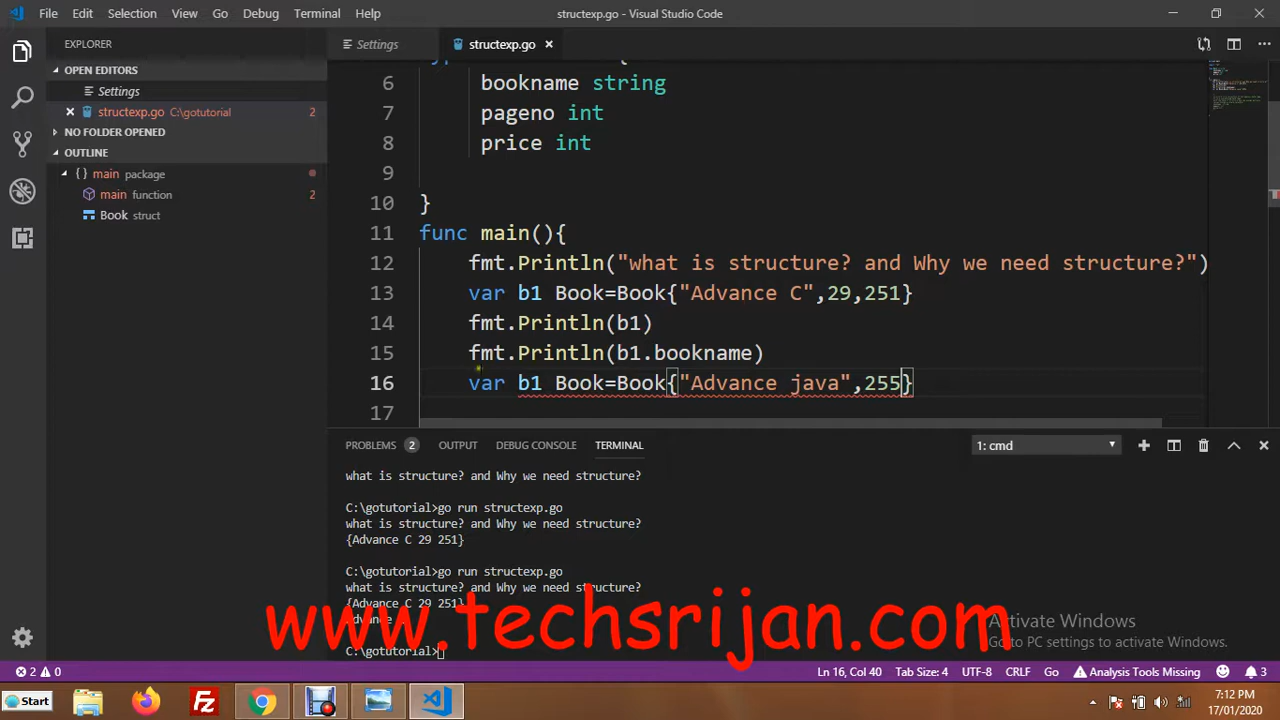 File Edit Selection View Go Debug Terminal Help structexp.go - Visual Studio Code
EXPLORER
OPEN EDITORS
Settings
structexp.go C:\gotutorial 2
NO FOLDER OPENED
OUTLINE
{ } main package
main function 2
Book struct
Settings structexp.go
6 bookname string
7 pageno int
8 price int
9
10 }
11 func main(){
12 fmt.Println("what is structure? and Why we need structure?")
13 var b1 Book=Book{"Advance C",29,251}
14 fmt.Println(b1)
15 fmt.Println(b1.bookname)
16 var b1 Book=Book{"Advance java",255}
17
PROBLEMS 2 OUTPUT DEBUG CONSOLE TERMINAL 1: cmd
what is structure? and Why we need structure?
C:\gotutorial>go run structexp.go
what is structure? and Why we need structure?
{Advance C 29 251}
C:\gotutorial>go run structexp.go
what is structure? and Why we need structure?
{Advance C 29 251}
C:\gotutorial>
www.techsrijan.com
Activate Windows
Go to PC settings to activate Windows.
2 0 Ln 16, Col 40 Tab Size: 4 UTF-8 CRLF Go Analysis Tools Missing 3
Start 7:12 PM
17/01/2020